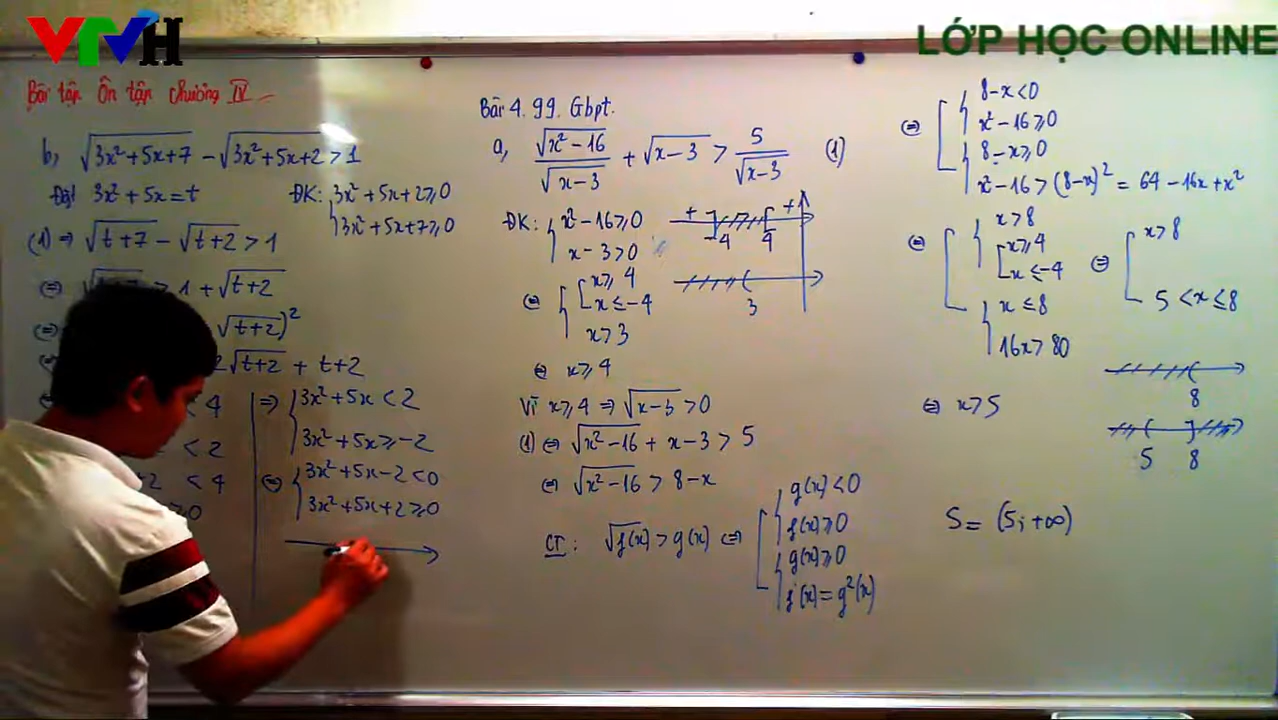 VTVH
LỚP HỌC ONLINE
Bài tập Ôn tập chương IV
b, √(3x²+5x+7) - √(3x²+5x+2) > 1
Đặt 3x²+5x = t ĐK: 3x²+5x+2 ⩾ 0
3x²+5x+7 ⩾ 0
(1) ⇒ √(t+7) - √(t+2) > 1
⇔ > 1 + √(t+2)
√(t+2))²
2√(t+2) + t+2
< 4
< 2
+2 < 4
⩾ 0
⇒ 3x²+5x < 2
3x²+5x ⩾ -2
⇔ 3x²+5x-2 < 0
3x²+5x+2 ⩾ 0
Bài 4.99. Gbpt.
a, √(x²-16)/√(x-3) + √(x-3) > 5/√(x-3) (1)
ĐK: x²-16 ⩾ 0
x-3 > 0
+ -4 4 +
⇔ x ⩾ 4
x ≤ -4
x > 3
3
⇔ x ⩾ 4
Vì x ⩾ 4 ⇒ √(x-3) > 0
(1) ⇔ √(x²-16) + x-3 > 5
⇔ √(x²-16) > 8-x
CT: √f(x) > g(x) ⇔
g(x) < 0
f(x) ⩾ 0
g(x) ⩾ 0
f(x) = g²(x)
⇔ 8-x < 0
x²-16 ⩾ 0
8-x ⩾ 0
x²-16 > (8-x)² = 64-16x+x²
⇔ x > 8
x ⩾ 4
x ≤ -4
x ≤ 8
16x > 80
⇔ x > 8
5 < x ≤ 8
⇔ x > 5
8
5 8
S = (5; +∞)